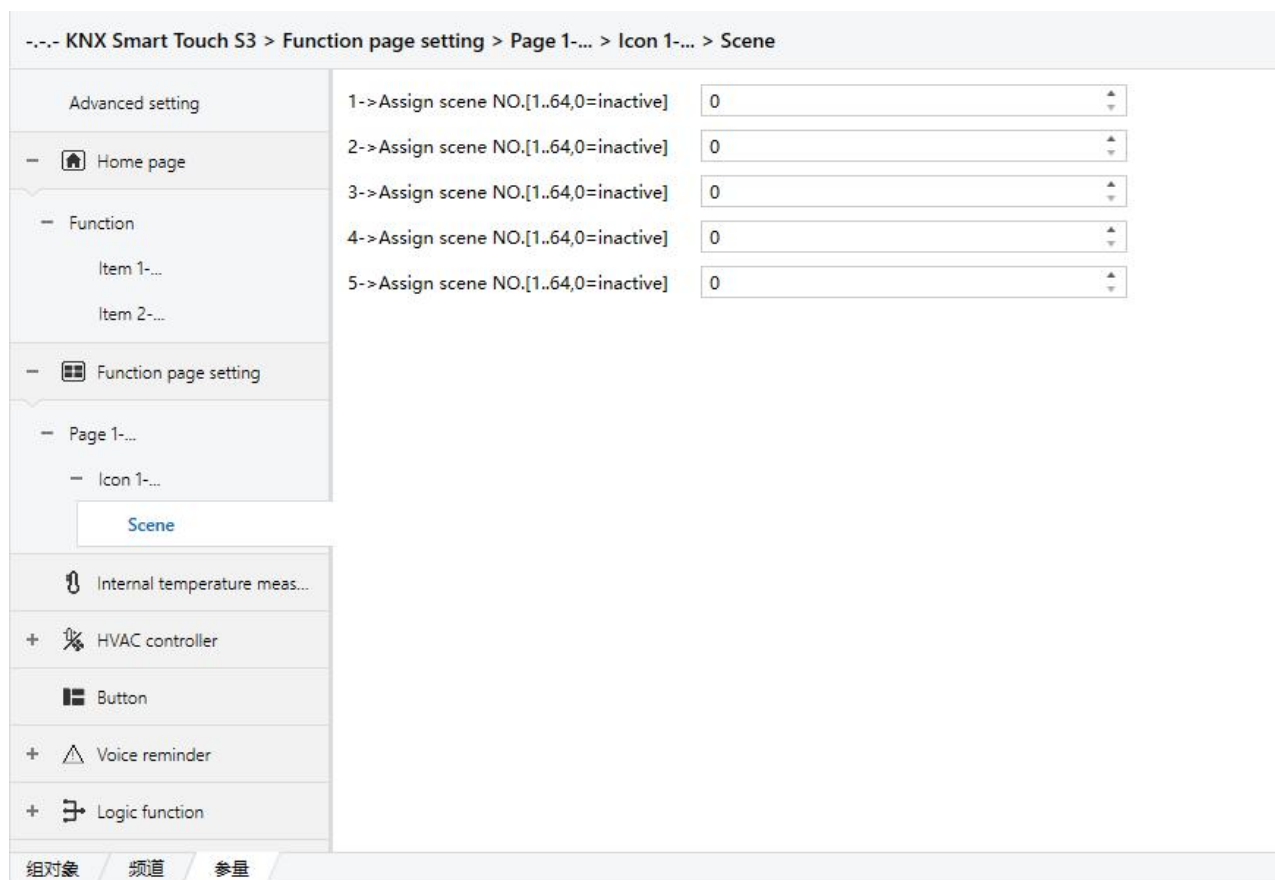 -.-.- KNX Smart Touch S3 > Function page setting > Page 1-... > Icon 1-... > Scene
Advanced setting
Home page
Function
Item 1-...
Item 2-...
Function page setting
Page 1-...
Icon 1-...
Scene
Internal temperature meas...
HVAC controller
Button
Voice reminder
Logic function
1->Assign scene NO.[1..64,0=inactive] 0
2->Assign scene NO.[1..64,0=inactive] 0
3->Assign scene NO.[1..64,0=inactive] 0
4->Assign scene NO.[1..64,0=inactive] 0
5->Assign scene NO.[1..64,0=inactive] 0
组对象 频道 参量